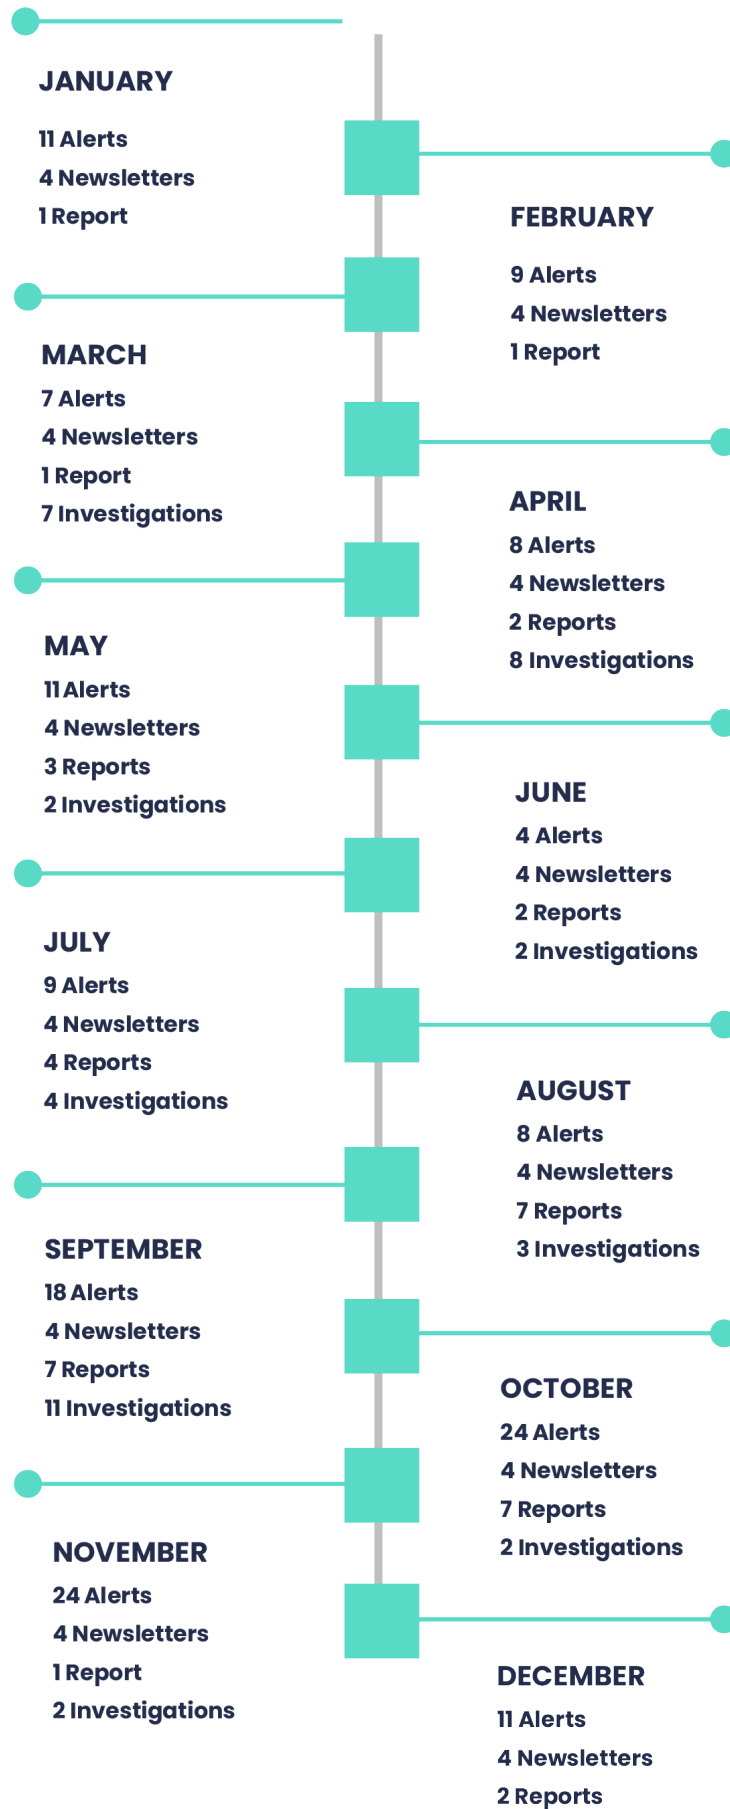 JANUARY
11 Alerts
4 Newsletters
1 Report
FEBRUARY
9 Alerts
4 Newsletters
1 Report
MARCH
7 Alerts
4 Newsletters
1 Report
7 Investigations
APRIL
8 Alerts
4 Newsletters
2 Reports
8 Investigations
MAY
11 Alerts
4 Newsletters
3 Reports
2 Investigations
JUNE
4 Alerts
4 Newsletters
2 Reports
2 Investigations
JULY
9 Alerts
4 Newsletters
4 Reports
4 Investigations
AUGUST
8 Alerts
4 Newsletters
7 Reports
3 Investigations
SEPTEMBER
18 Alerts
4 Newsletters
7 Reports
11 Investigations
OCTOBER
24 Alerts
4 Newsletters
7 Reports
2 Investigations
NOVEMBER
24 Alerts
4 Newsletters
1 Report
2 Investigations
DECEMBER
11 Alerts
4 Newsletters
2 Reports